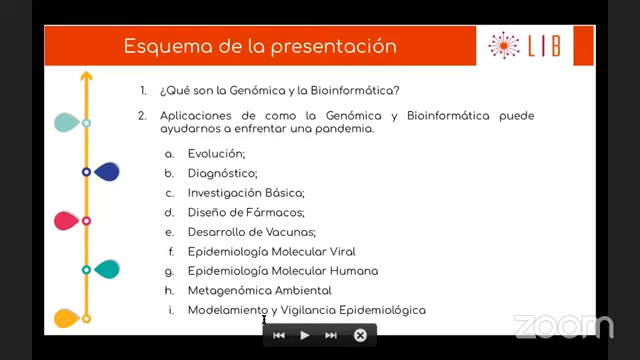 Esquema de la presentación
LIB
1. ¿Qué son la Genómica y la Bioinformática?
2. Aplicaciones de como la Genómica y Bioinformática puede
ayudarnos a enfrentar una pandemia.
a. Evolución;
b. Diagnóstico;
c. Investigación Básica;
d. Diseño de Fármacos;
e. Desarrollo de Vacunas;
f. Epidemiología Molecular Viral
g. Epidemiología Molecular Humana
h. Metagenómica Ambiental
i. Modelamiento y Vigilancia Epidemiológica
zoom